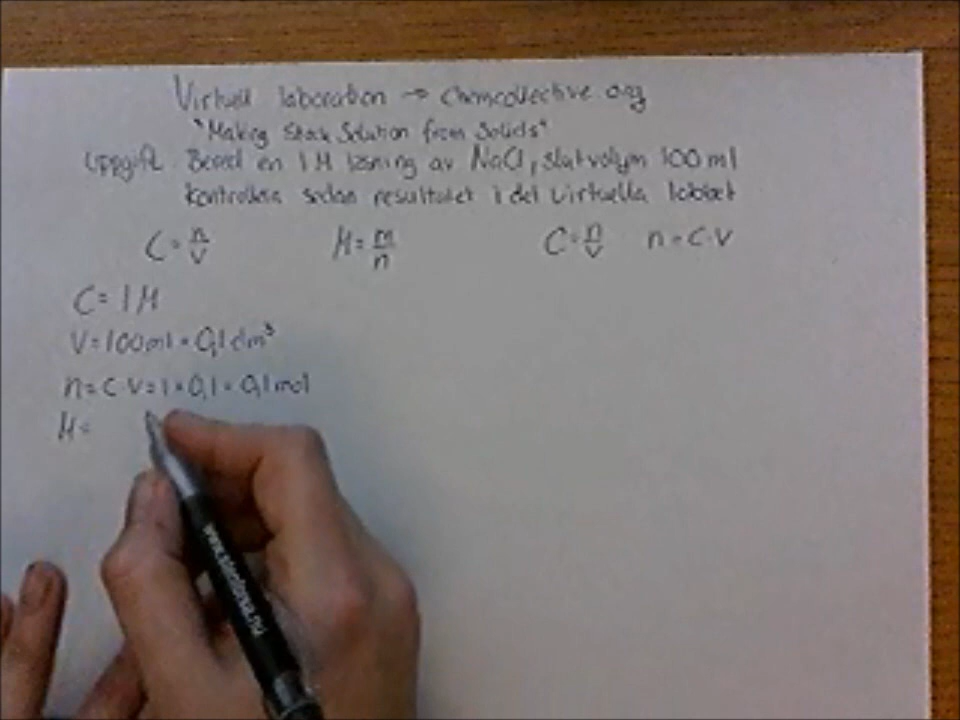 Virtuell laboration → Chemcollective.org
"Making Stock Solution from Solids"
Uppgift Bered en 1 M lösning av NaCl, slutvolym 100 ml
Kontrollera sedan resultatet i det virtuella labbet
C = n/V M = m/n C = n/V n = C·V
C = 1 M
V = 100 ml = 0,1 dm³
n = C·V = 1 · 0,1 = 0,1 mol
M =